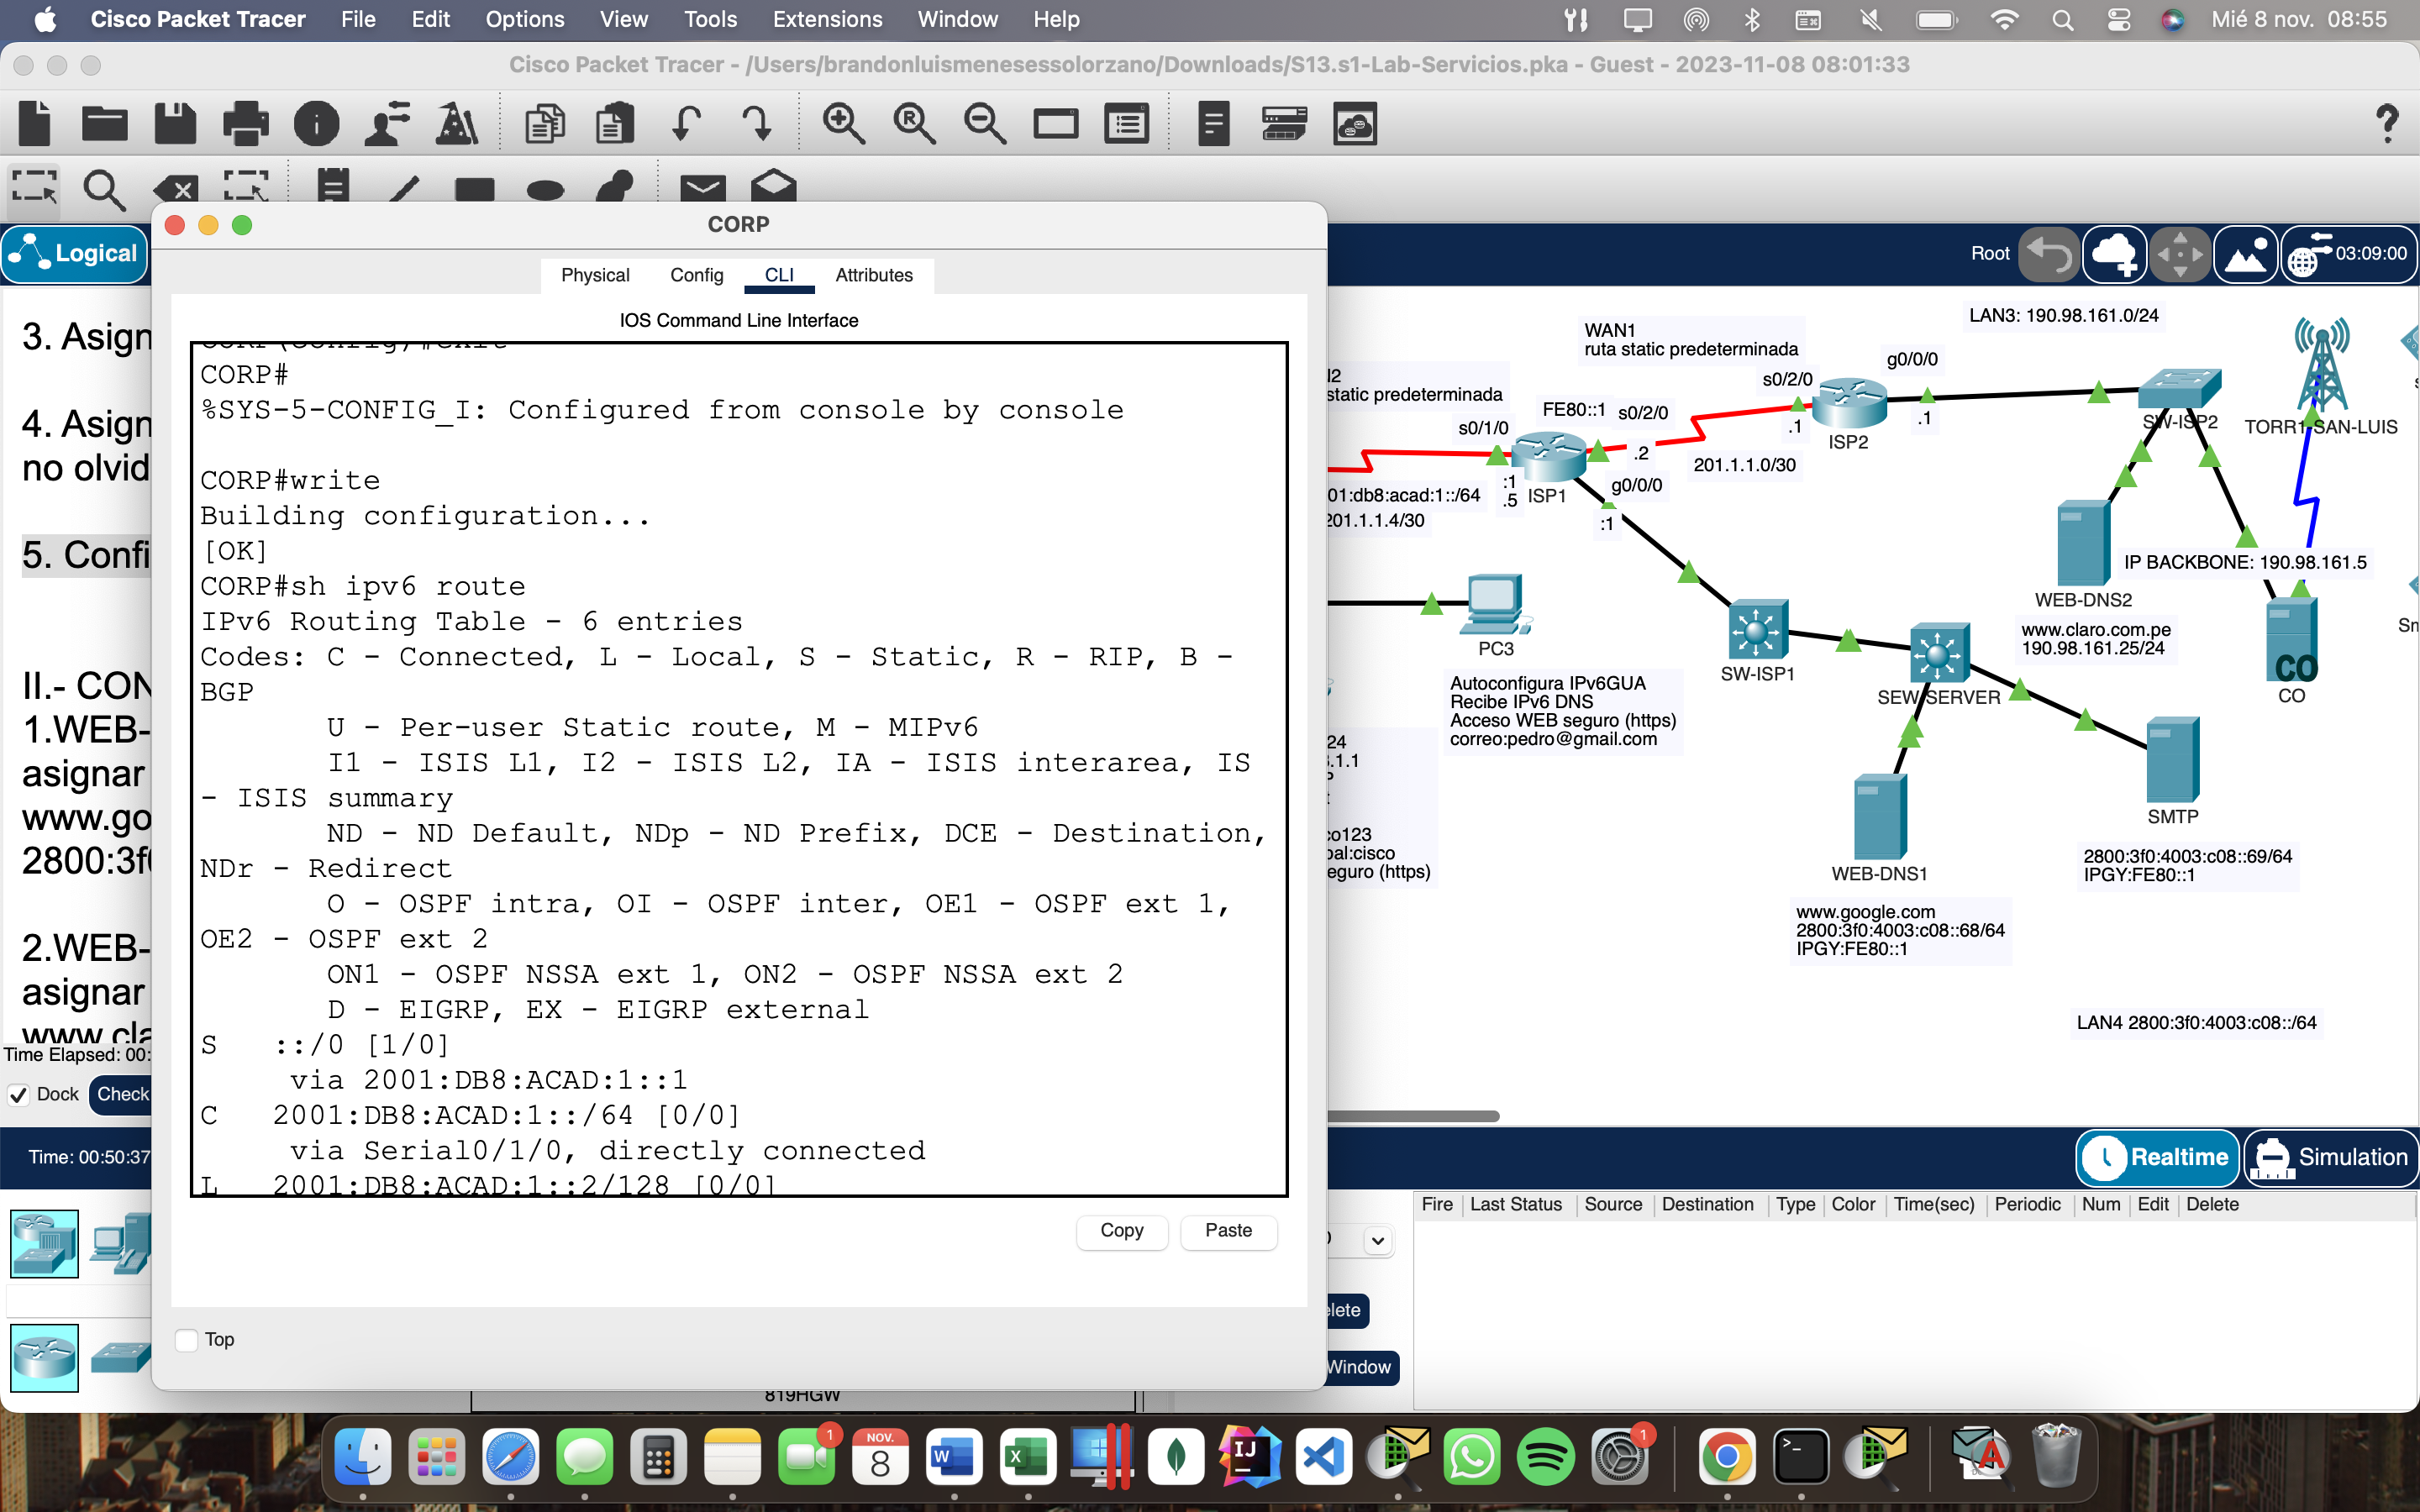 Cisco Packet Tracer File Edit Options View Tools Extensions Window Help Mié 8 nov. 08:55
Cisco Packet Tracer - /Users/brandonluismenesessolorzano/Downloads/S13.s1-Lab-Servicios.pka - Guest - 2023-11-08 08:01:33
Logical
Root
03:09:00
3. Asign
4. Asign
no olvid
5. Confi
II.- CON
1.WEB-
asignar
www.go
2800:3f0
2.WEB-
asignar
www.cla
Time Elapsed: 00:
Dock
Check
Time: 00:50:37
CORP
Physical Config CLI Attributes
IOS Command Line Interface
CORP(config)#exit
CORP#
%SYS-5-CONFIG_I: Configured from console by console
CORP#write
Building configuration...
[OK]
CORP#sh ipv6 route
IPv6 Routing Table - 6 entries
Codes: C - Connected, L - Local, S - Static, R - RIP, B -
BGP
U - Per-user Static route, M - MIPv6
I1 - ISIS L1, I2 - ISIS L2, IA - ISIS interarea, IS
- ISIS summary
ND - ND Default, NDp - ND Prefix, DCE - Destination,
NDr - Redirect
O - OSPF intra, OI - OSPF inter, OE1 - OSPF ext 1,
OE2 - OSPF ext 2
ON1 - OSPF NSSA ext 1, ON2 - OSPF NSSA ext 2
D - EIGRP, EX - EIGRP external
S ::/0 [1/0]
via 2001:DB8:ACAD:1::1
C 2001:DB8:ACAD:1::/64 [0/0]
via Serial0/1/0, directly connected
L 2001:DB8:ACAD:1::2/128 [0/0]
Copy Paste
Top
819HGW
WAN1
ruta static predeterminada
LAN3: 190.98.161.0/24
static predeterminada
s0/2/0
g0/0/0
.1
.1
ISP2
SW-ISP2
TORR1-SAN-LUIS
FE80::1
s0/2/0
s0/1/0
.2
201.1.1.0/30
01:db8:acad:1::/64
201.1.1.4/30
:1
.5
ISP1
g0/0/0
:1
IP BACKBONE: 190.98.161.5
WEB-DNS2
www.claro.com.pe
190.98.161.25/24
CO
CO
PC3
Autoconfigura IPv6GUA
Recibe IPv6 DNS
Acceso WEB seguro (https)
correo:pedro@gmail.com
SW-ISP1
SEW-SERVER
24
.1.1
co123
pal:cisco
eguro (https)
WEB-DNS1
www.google.com
2800:3f0:4003:c08::68/64
IPGY:FE80::1
SMTP
2800:3f0:4003:c08::69/64
IPGY:FE80::1
LAN4 2800:3f0:4003:c08::/64
Realtime
Simulation
Fire Last Status Source Destination Type Color Time(sec) Periodic Num Edit Delete
elete
Window
1
NOV.
8
1